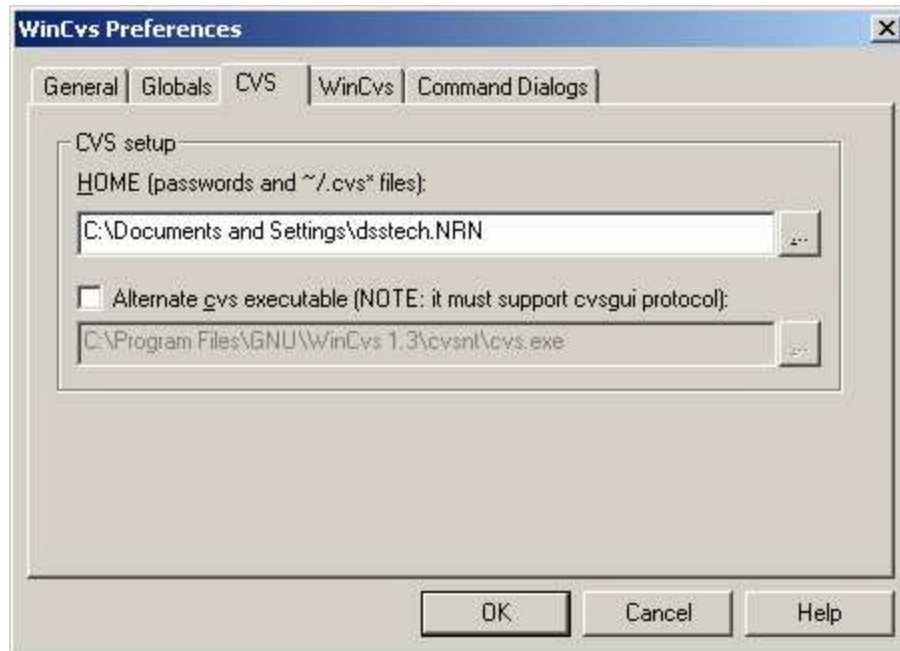 WinCvs Preferences
General Globals CVS WinCvs Command Dialogs
CVS setup
HOME (passwords and ~/.cvs* files):
C:\Documents and Settings\dsstech.NRN
...
Alternate cvs executable (NOTE: it must support cvsgui protocol):
C:\Program Files\GNU\WinCvs 1.3\cvsnt\cvs.exe
...
OK Cancel Help